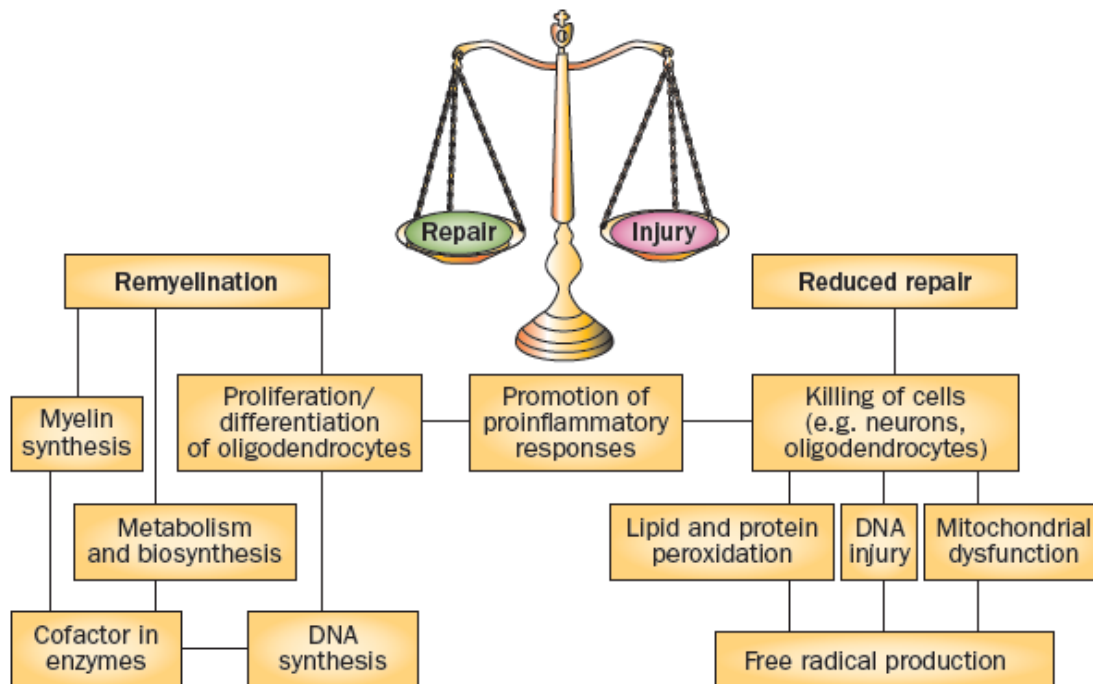 Repair
Injury
Remyelination
Reduced repair
Myelin
synthesis
Proliferation/
differentiation
of oligodendrocytes
Promotion of
proinflammatory
responses
Killing of cells
(e.g. neurons,
oligodendrocytes)
Metabolism
and biosynthesis
Lipid and protein
peroxidation
DNA
injury
Mitochondrial
dysfunction
Cofactor in
enzymes
DNA
synthesis
Free radical production